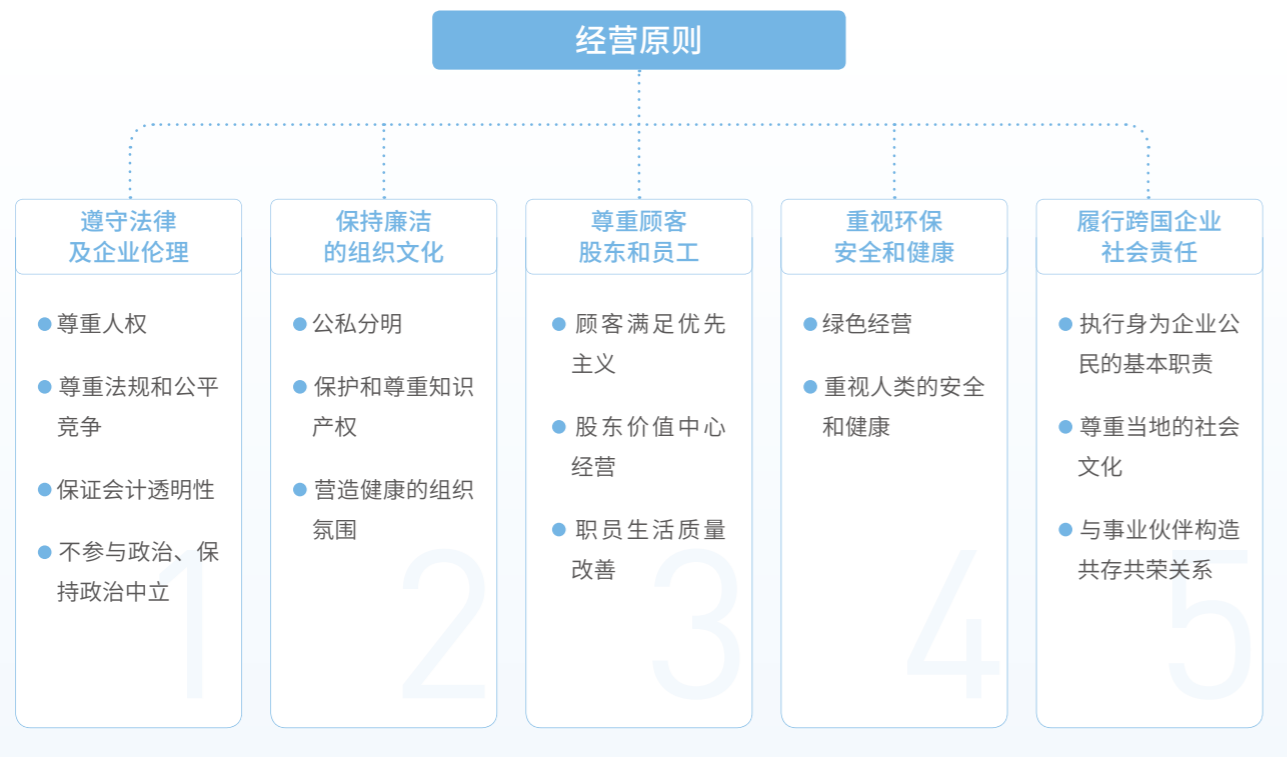 经营原则
遵守法律
及企业伦理
尊重人权
尊重法规和公平
竞争
保证会计透明性
不参与政治、保
持政治中立
1
保持廉洁
的组织文化
公私分明
保护和尊重知识
产权
营造健康的组织
氛围
2
尊重顾客
股东和员工
顾客满足优先
主义
股东价值中心
经营
职员生活质量
改善
3
重视环保
安全和健康
绿色经营
重视人类的安全
和健康
4
履行跨国企业
社会责任
执行身为企业公
民的基本职责
尊重当地的社会
文化
与事业伙伴构造
共存共荣关系
5